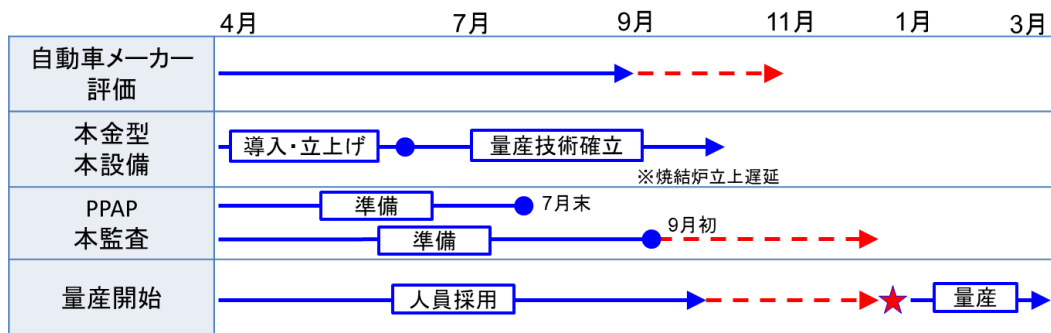 4月 7月 9月 11月 1月 3月
自動車メーカー
評価
本金型
本設備
導入・立上げ 量産技術確立
※焼結炉立上遅延
PPAP
本監査
準備 7月末
準備 9月初
量産開始 人員採用 量産